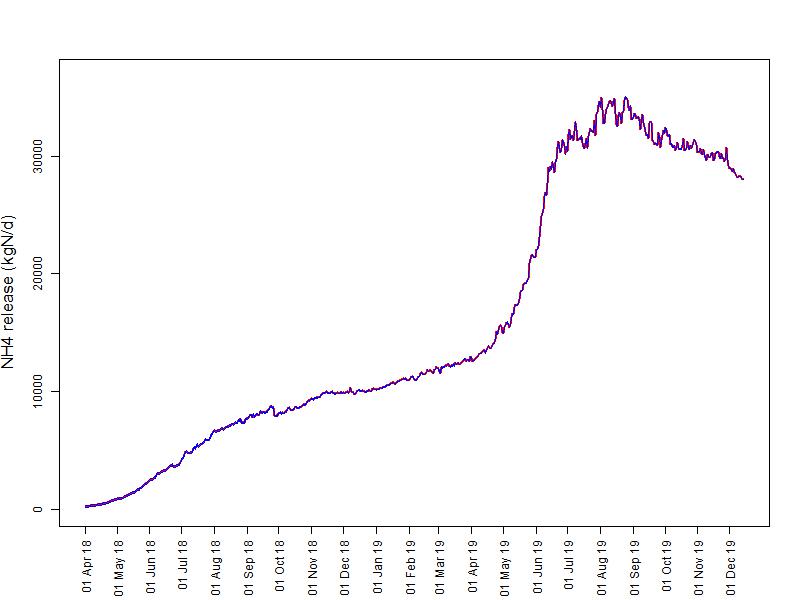 NH4 release (kgN/d)
30000
20000
10000
0
01 Apr 18
01 May 18
01 Jun 18
01 Jul 18
01 Aug 18
01 Sep 18
01 Oct 18
01 Nov 18
01 Dec 18
01 Jan 19
01 Feb 19
01 Mar 19
01 Apr 19
01 May 19
01 Jun 19
01 Jul 19
01 Aug 19
01 Sep 19
01 Oct 19
01 Nov 19
01 Dec 19